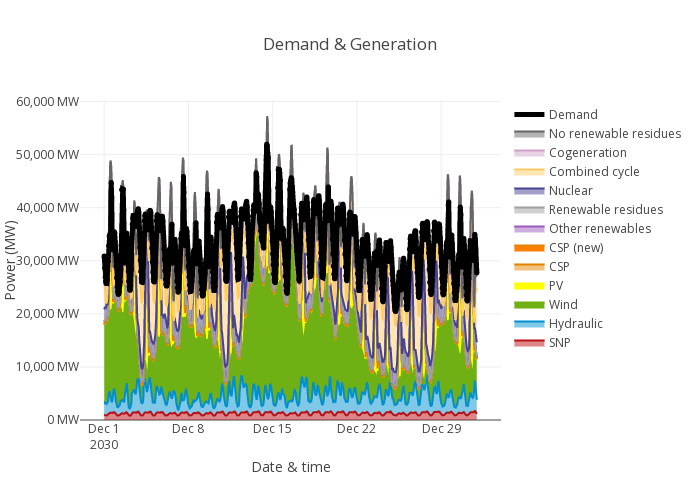 Demand & Generation
60,000 MW
50,000 MW
40,000 MW
30,000 MW
20,000 MW
10,000 MW
0 MW
Power (MW)
Dec 1
2030
Dec 8
Dec 15
Dec 22
Dec 29
Date & time
Demand
No renewable residues
Cogeneration
Combined cycle
Nuclear
Renewable residues
Other renewables
CSP (new)
CSP
PV
Wind
Hydraulic
SNP